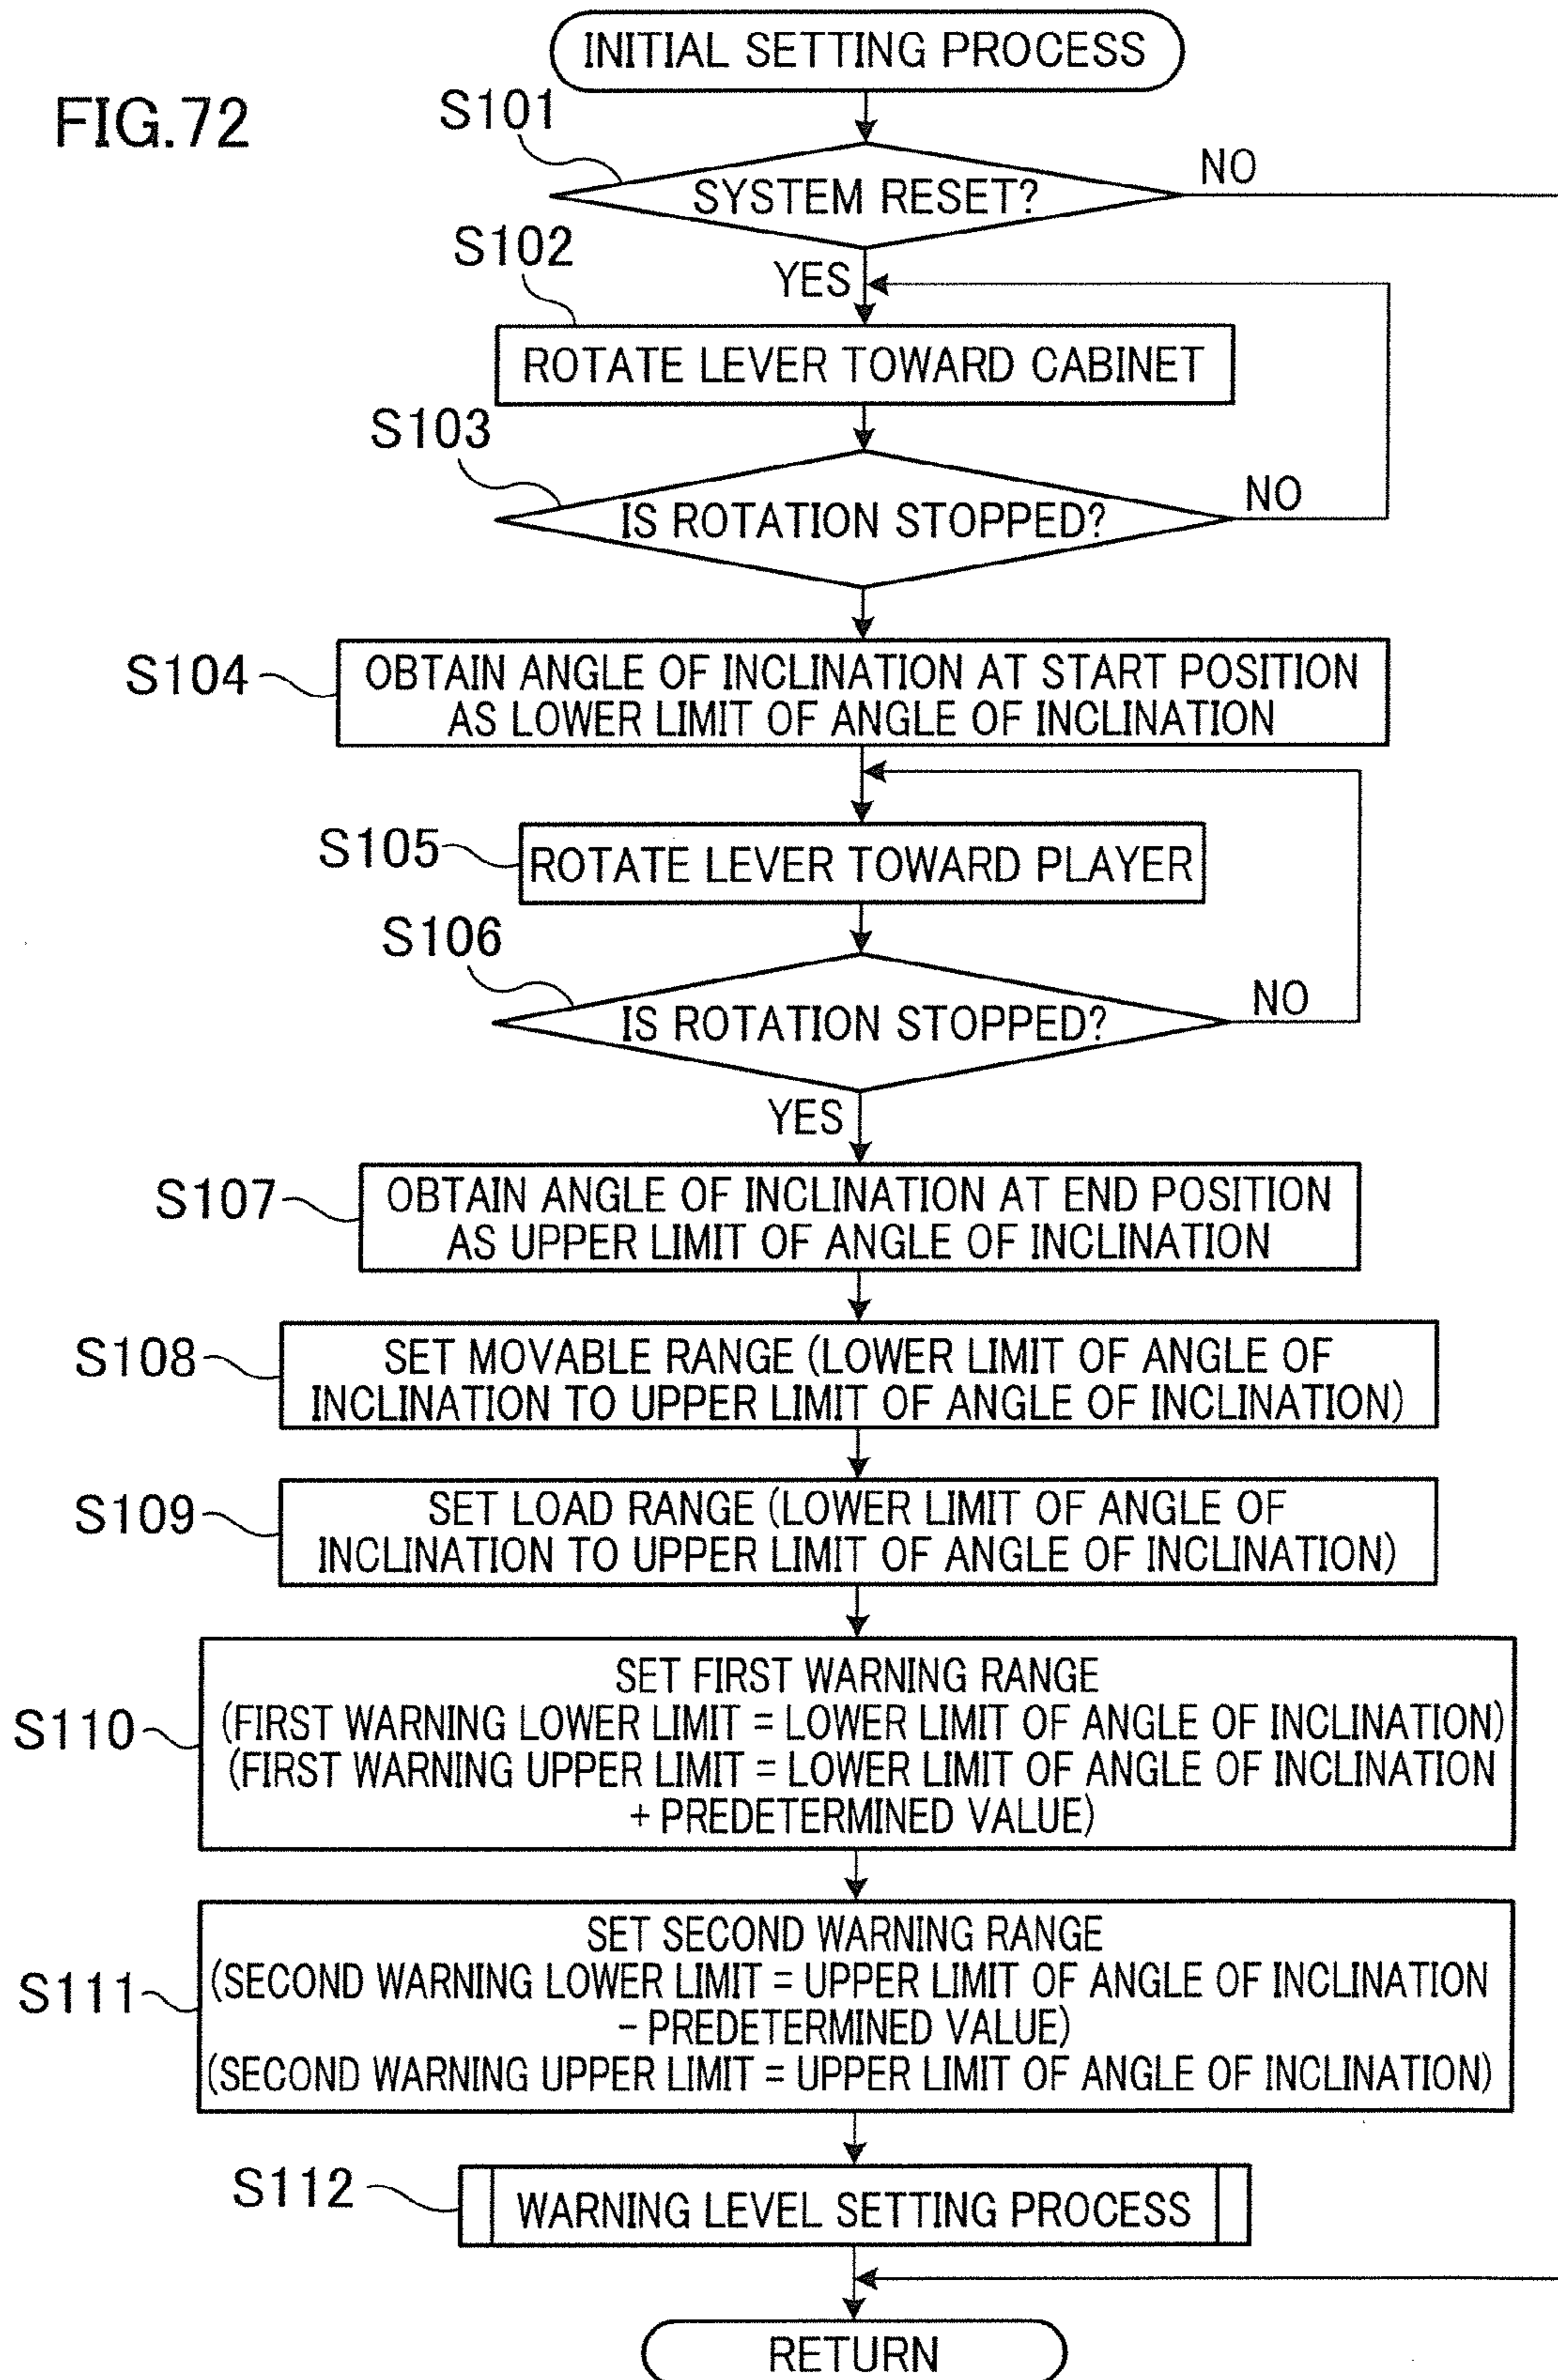 INITIAL SETTING PROCESS
FIG.72
S101
SYSTEM RESET?
NO
S102
YES
ROTATE LEVER TOWARD CABINET
S103
IS ROTATION STOPPED?
NO
S104
OBTAIN ANGLE OF INCLINATION AT START POSITION
AS LOWER LIMIT OF ANGLE OF INCLINATION
S105
ROTATE LEVER TOWARD PLAYER
S106
IS ROTATION STOPPED?
NO
YES
S107
OBTAIN ANGLE OF INCLINATION AT END POSITION
AS UPPER LIMIT OF ANGLE OF INCLINATION
S108
SET MOVABLE RANGE (LOWER LIMIT OF ANGLE OF
INCLINATION TO UPPER LIMIT OF ANGLE OF INCLINATION)
S109
SET LOAD RANGE (LOWER LIMIT OF ANGLE OF
INCLINATION TO UPPER LIMIT OF ANGLE OF INCLINATION)
S110
SET FIRST WARNING RANGE
(FIRST WARNING LOWER LIMIT = LOWER LIMIT OF ANGLE OF INCLINATION)
(FIRST WARNING UPPER LIMIT = LOWER LIMIT OF ANGLE OF INCLINATION
+ PREDETERMINED VALUE)
S111
SET SECOND WARNING RANGE
(SECOND WARNING LOWER LIMIT = UPPER LIMIT OF ANGLE OF INCLINATION
- PREDETERMINED VALUE)
(SECOND WARNING UPPER LIMIT = UPPER LIMIT OF ANGLE OF INCLINATION)
S112
WARNING LEVEL SETTING PROCESS
RETURN